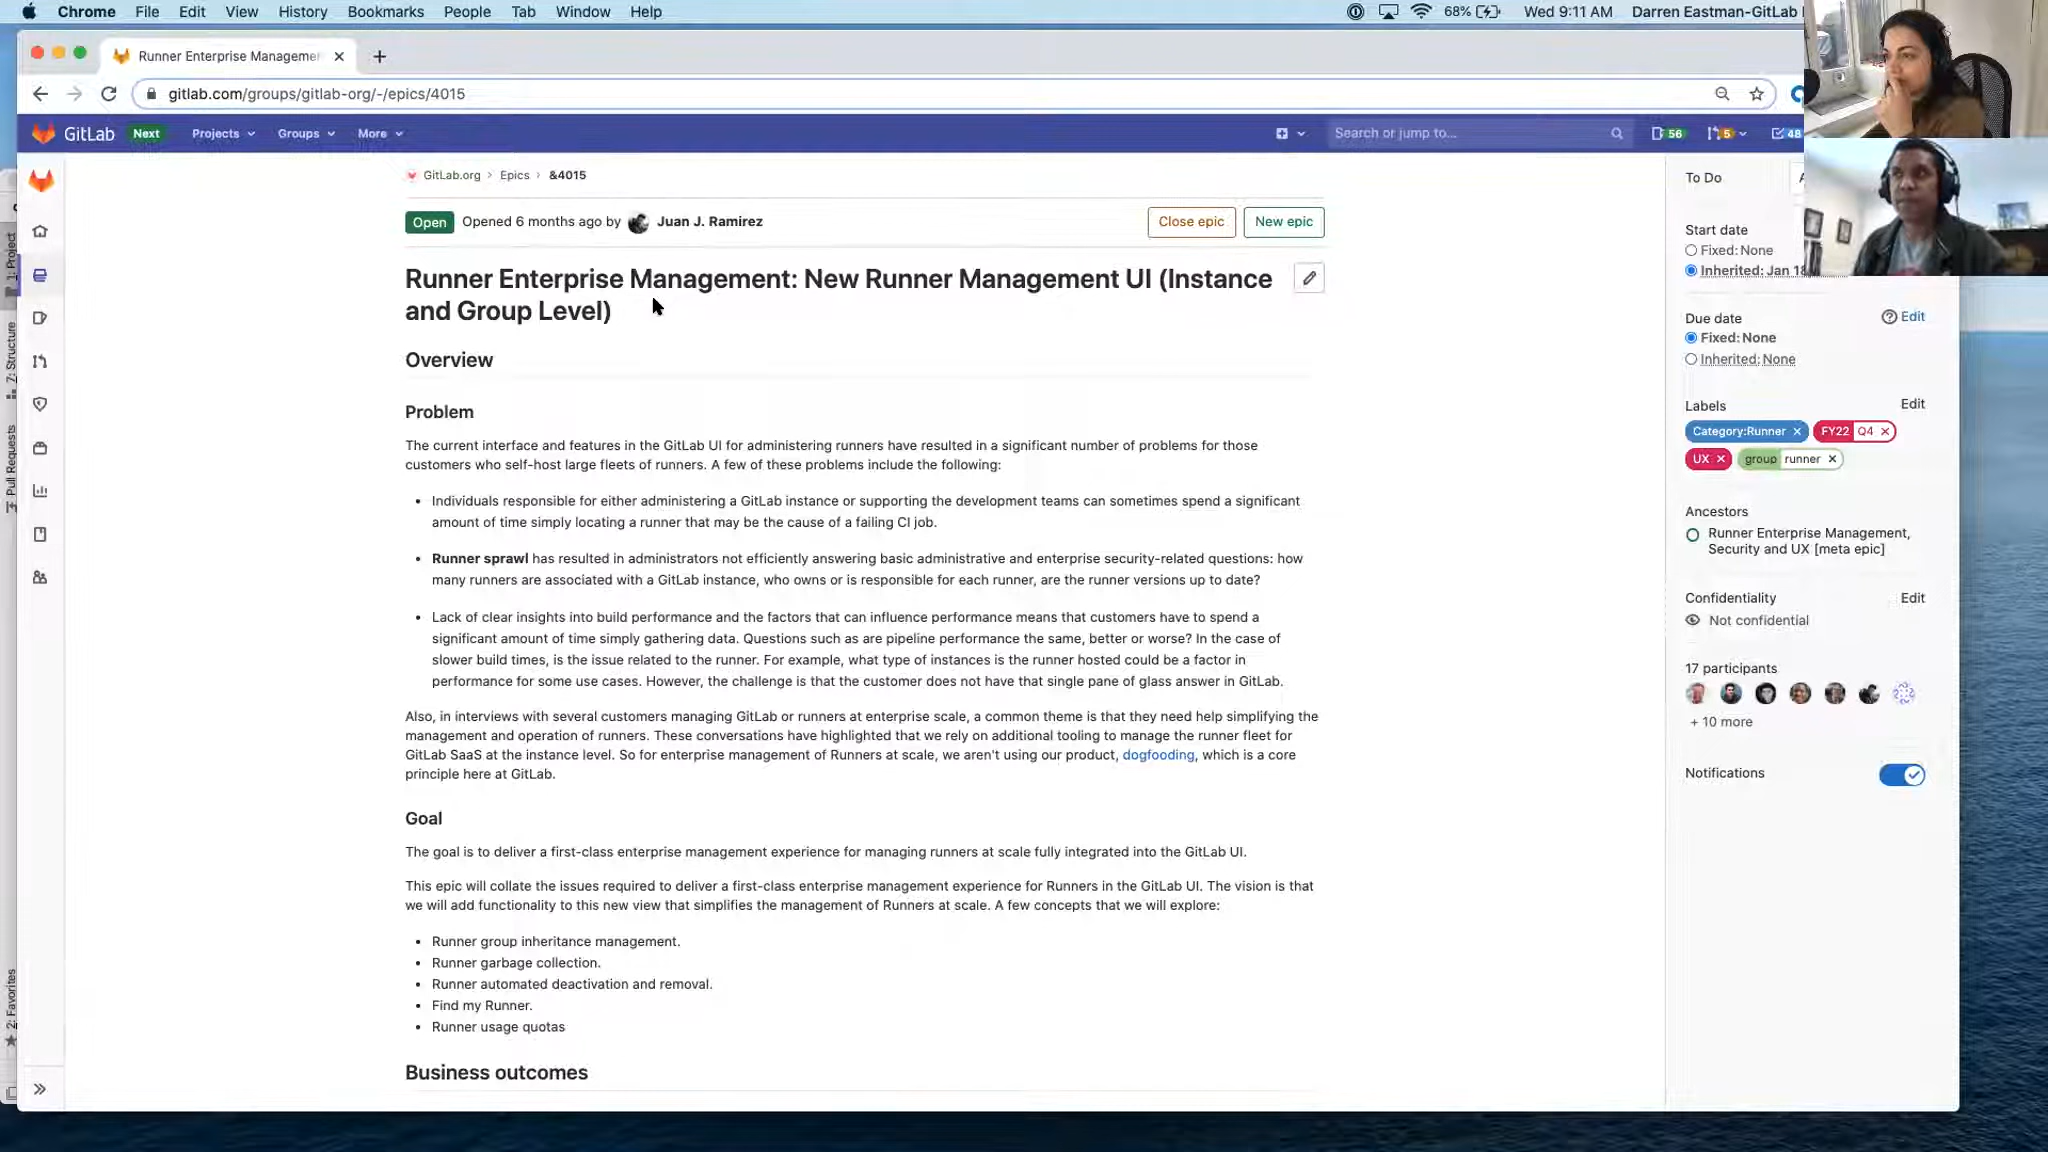 Chrome File Edit View History Bookmarks People Tab Window Help 68% Wed 9:11 AM Darren Eastman-GitLab
Runner Enterprise Manageme
gitlab.com/groups/gitlab-org/-/epics/4015
GitLab Next Projects Groups More Search or jump to... 56 5 48
GitLab.org > Epics > &4015
To Do
Open Opened 6 months ago by Juan J. Ramirez Close epic New epic
Runner Enterprise Management: New Runner Management UI (Instance
and Group Level)
Overview
Problem
The current interface and features in the GitLab UI for administering runners have resulted in a significant number of problems for those
customers who self-host large fleets of runners. A few of these problems include the following:
Individuals responsible for either administering a GitLab instance or supporting the development teams can sometimes spend a significant
amount of time simply locating a runner that may be the cause of a failing CI job.
Runner sprawl has resulted in administrators not efficiently answering basic administrative and enterprise security-related questions: how
many runners are associated with a GitLab instance, who owns or is responsible for each runner, are the runner versions up to date?
Lack of clear insights into build performance and the factors that can influence performance means that customers have to spend a
significant amount of time simply gathering data. Questions such as are pipeline performance the same, better or worse? In the case of
slower build times, is the issue related to the runner. For example, what type of instances is the runner hosted could be a factor in
performance for some use cases. However, the challenge is that the customer does not have that single pane of glass answer in GitLab.
Also, in interviews with several customers managing GitLab or runners at enterprise scale, a common theme is that they need help simplifying the
management and operation of runners. These conversations have highlighted that we rely on additional tooling to manage the runner fleet for
GitLab SaaS at the instance level. So for enterprise management of Runners at scale, we aren't using our product, dogfooding, which is a core
principle here at GitLab.
Goal
The goal is to deliver a first-class enterprise management experience for managing runners at scale fully integrated into the GitLab UI.
This epic will collate the issues required to deliver a first-class enterprise management experience for Runners in the GitLab UI. The vision is that
we will add functionality to this new view that simplifies the management of Runners at scale. A few concepts that we will explore:
Runner group inheritance management.
Runner garbage collection.
Runner automated deactivation and removal.
Find my Runner.
Runner usage quotas
Business outcomes
Start date
Fixed: None
Inherited: Jan 18
Due date Edit
Fixed: None
Inherited: None
Labels Edit
Category:Runner FY22 Q4
UX group runner
Ancestors
Runner Enterprise Management,
Security and UX [meta epic]
Confidentiality Edit
Not confidential
17 participants
+ 10 more
Notifications
1: Project
7: Structure
Pull Requests
2: Favorites